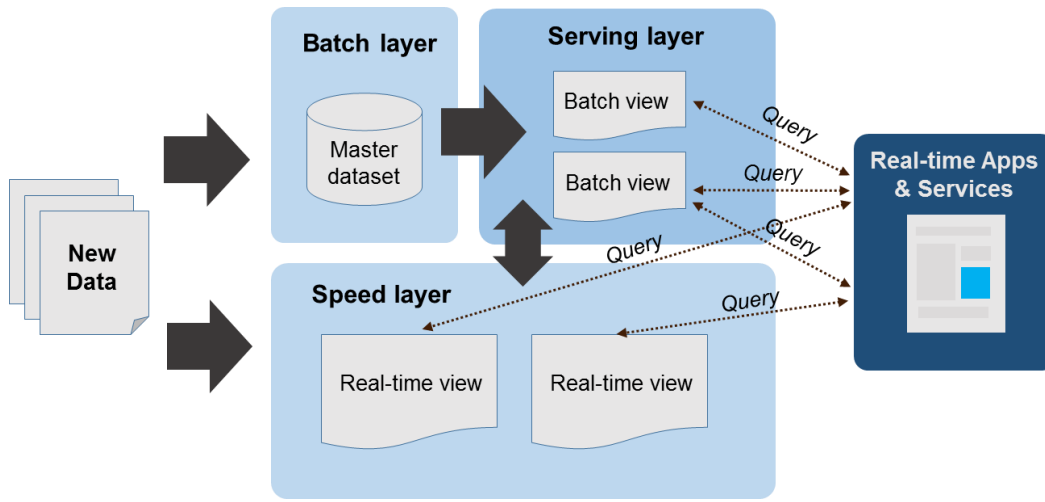 Batch layer
Master
dataset
Serving layer
Batch view
Batch view
New
Data
Speed layer
Real-time view
Real-time view
Query
Query
Query
Query
Query
Real-time Apps
& Services